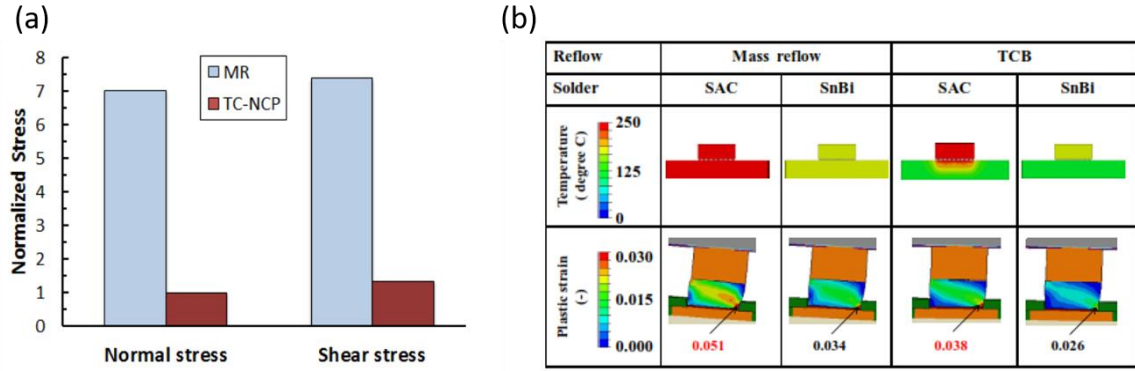 (a)
Normalized Stress
8
7
6
5
4
3
2
1
0
MR
TC-NCP
Normal stress
Shear stress
(b)
Reflow
Mass reflow
TCB
Solder
SAC
SnBi
SAC
SnBi
Temperature
( degree C)
250
125
0
Plastic strain
(-)
0.030
0.015
0.000
0.051
0.034
0.038
0.026